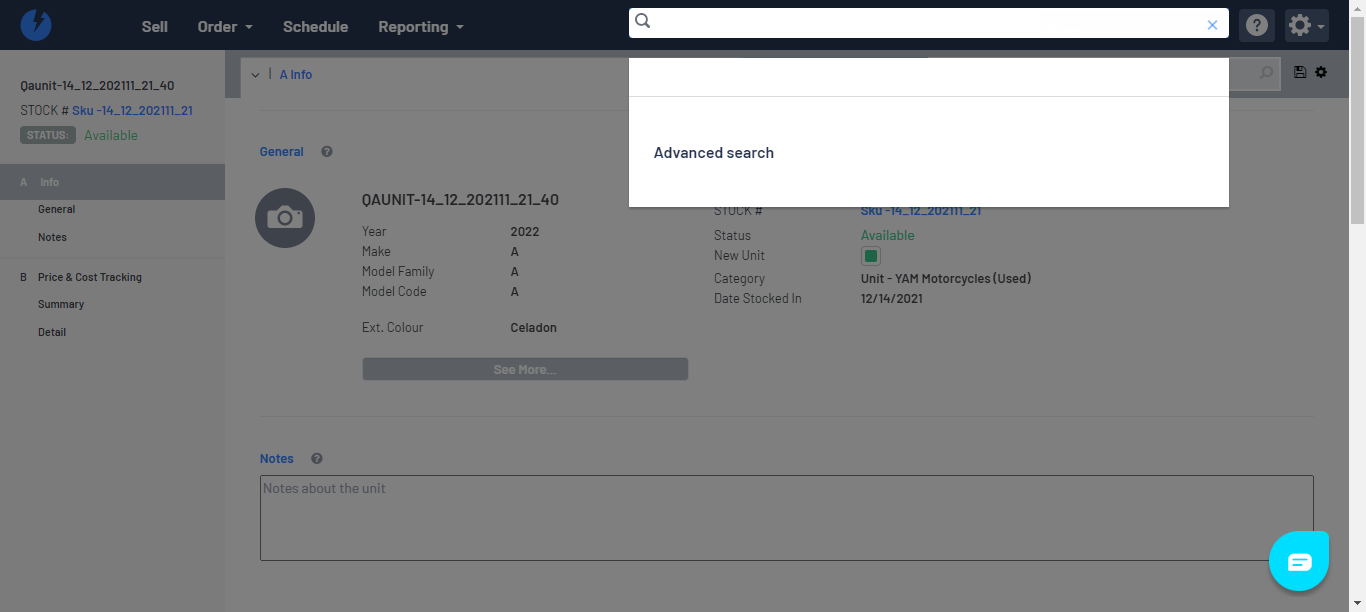 Sell Order Schedule Reporting
Qaunit-14_12_202111_21_40
STOCK # Sku -14_12_202111_21
STATUS: Available
A Info
General
Notes
B Price & Cost Tracking
Summary
Detail
A Info
Advanced search
General
QAUNIT-14_12_202111_21_40
Year 2022
Make A
Model Family A
Model Code A
Ext. Colour Celadon
See More...
STOCK # Sku -14_12_202111_21
Status Available
New Unit
Category Unit - YAM Motorcycles (Used)
Date Stocked In 12/14/2021
Notes
Notes about the unit